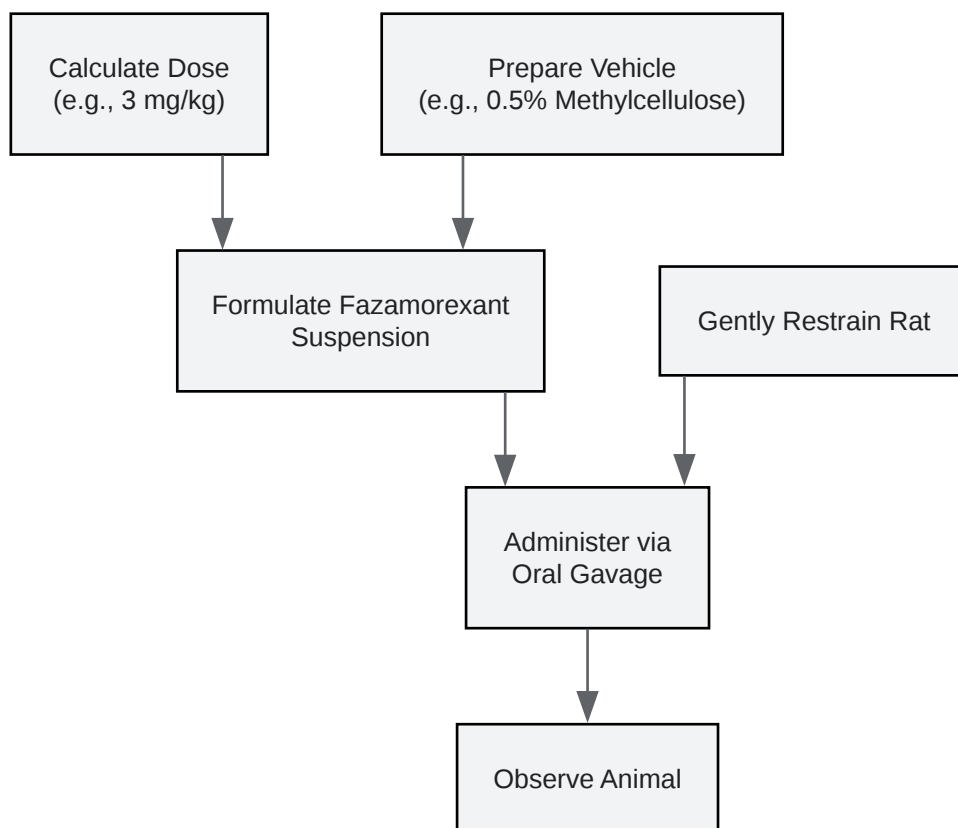 Calculate Dose
(e.g., 3 mg/kg)
Prepare Vehicle
(e.g., 0.5% Methylcellulose)
Formulate Fazamorexant
Suspension
Gently Restrain Rat
Administer via
Oral Gavage
Observe Animal